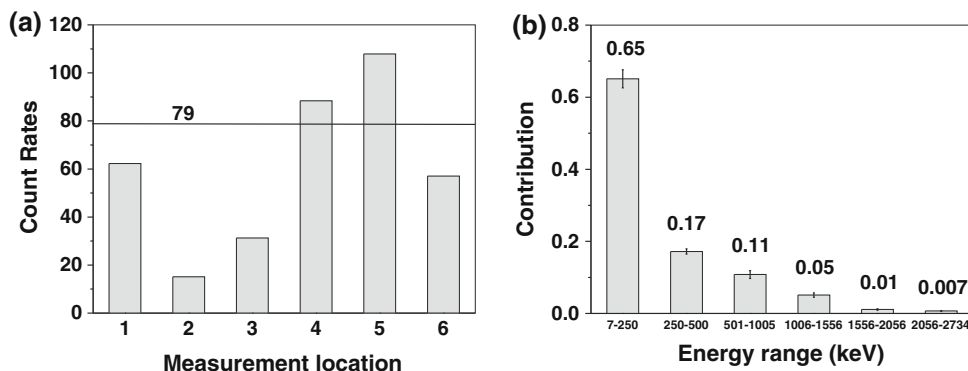 (a)
120
100
80
60
40
20
0
Count Rates
79
1 2 3 4 5 6
Measurement location
(b)
0.8
0.6
0.4
0.2
0.0
Contribution
0.65
0.17
0.11
0.05
0.01
0.007
7-250 250-500 501-1005 1006-1556 1556-2056 2056-2734
Energy range (keV)